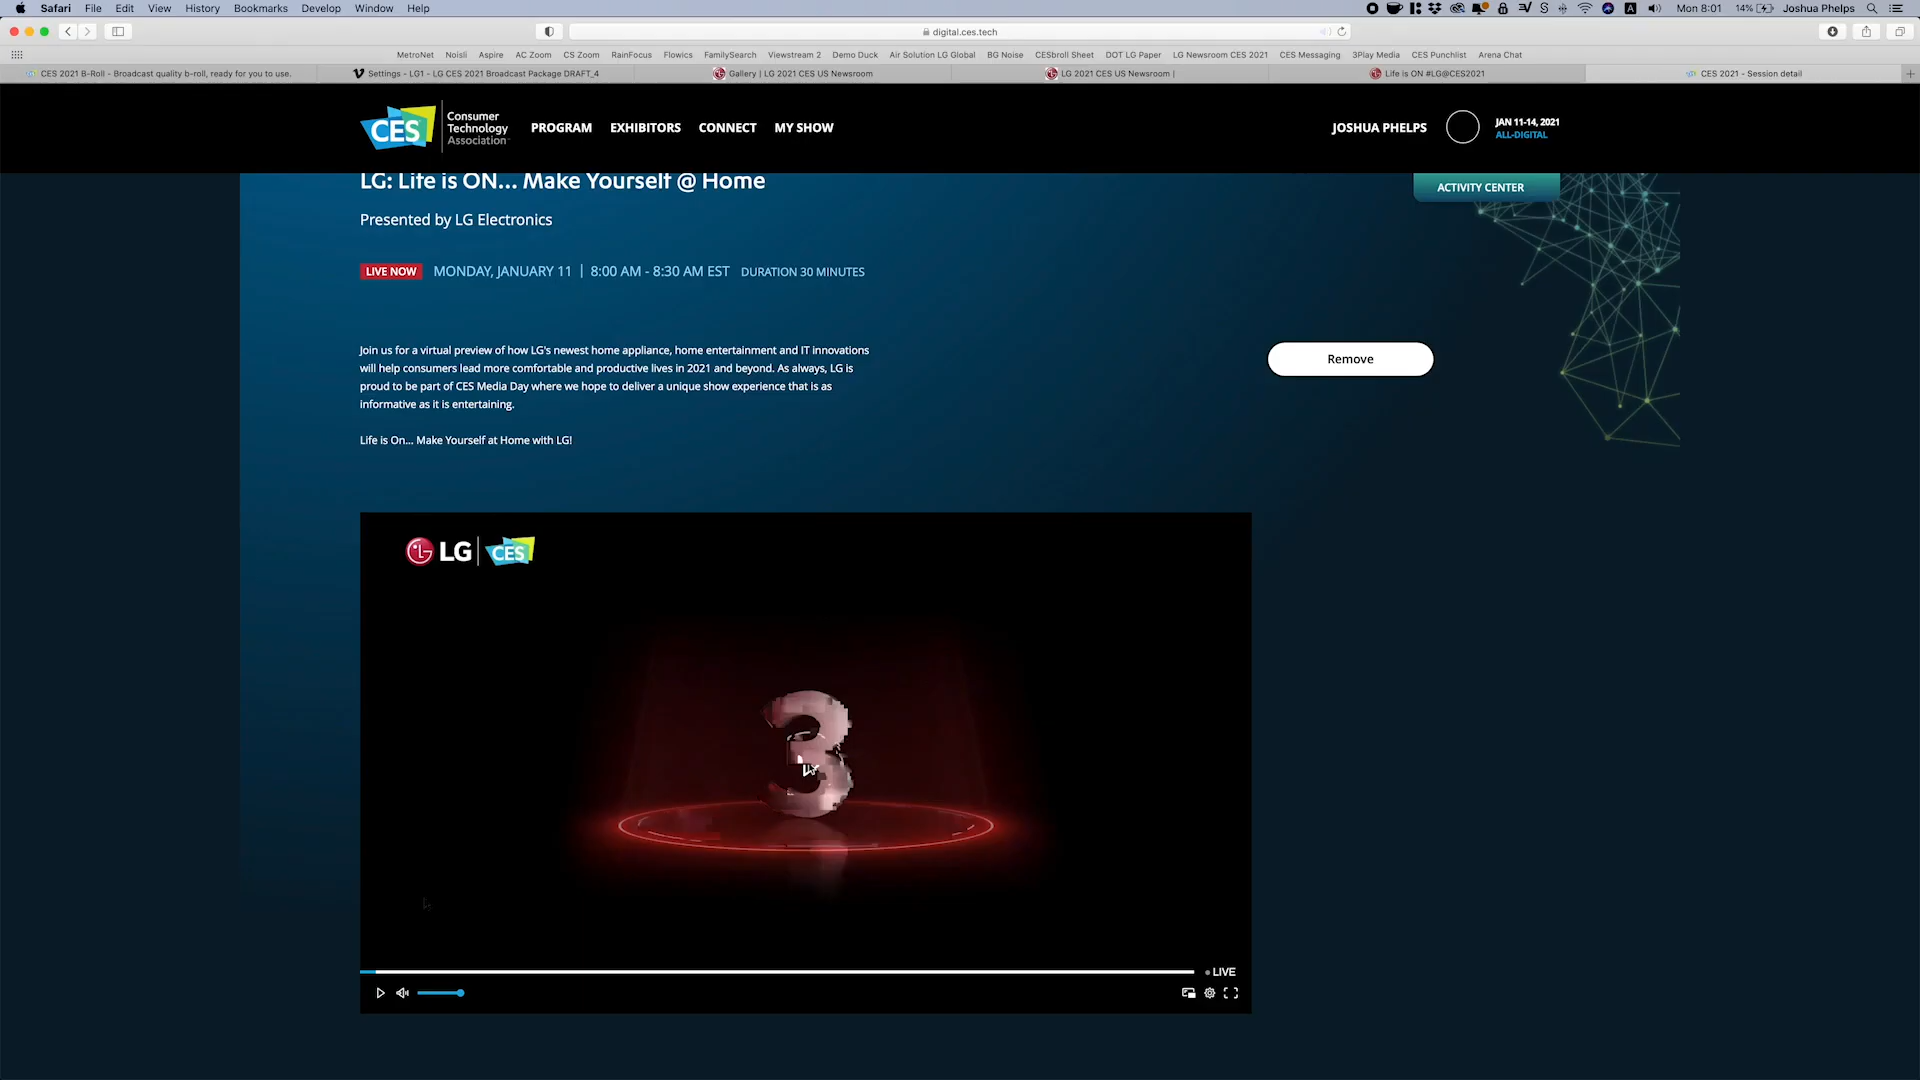 Safari File Edit View History Bookmarks Develop Window Help
Mon 8:01 14% Joshua Phelps
digital.ces.tech
MetroNet Noisli Aspire AC Zoom CS Zoom RainFocus Flowics FamilySearch Viewstream 2 Demo Duck Air Solution LG Global BG Noise CESbroll Sheet DOT LG Paper LG Newsroom CES 2021 CES Messaging 3Play Media CES Punchlist Arena Chat
CES 2021 B-Roll - Broadcast quality b-roll, ready for you to use.
Settings - LG1 - LG CES 2021 Broadcast Package DRAFT_4
Gallery | LG 2021 CES US Newsroom
LG 2021 CES US Newsroom |
Life is ON #LG@CES2021
CES 2021 - Session detail
CES
Consumer
Technology
Association
PROGRAM EXHIBITORS CONNECT MY SHOW
JOSHUA PHELPS
JAN 11-14, 2021
ALL-DIGITAL
LG: Life is ON... Make Yourself @ Home
ACTIVITY CENTER
Presented by LG Electronics
LIVE NOW MONDAY, JANUARY 11 | 8:00 AM - 8:30 AM EST DURATION 30 MINUTES
Join us for a virtual preview of how LG's newest home appliance, home entertainment and IT innovations
will help consumers lead more comfortable and productive lives in 2021 and beyond. As always, LG is
proud to be part of CES Media Day where we hope to deliver a unique show experience that is as
informative as it is entertaining.
Remove
Life is On... Make Yourself at Home with LG!
LG CES
3
LIVE